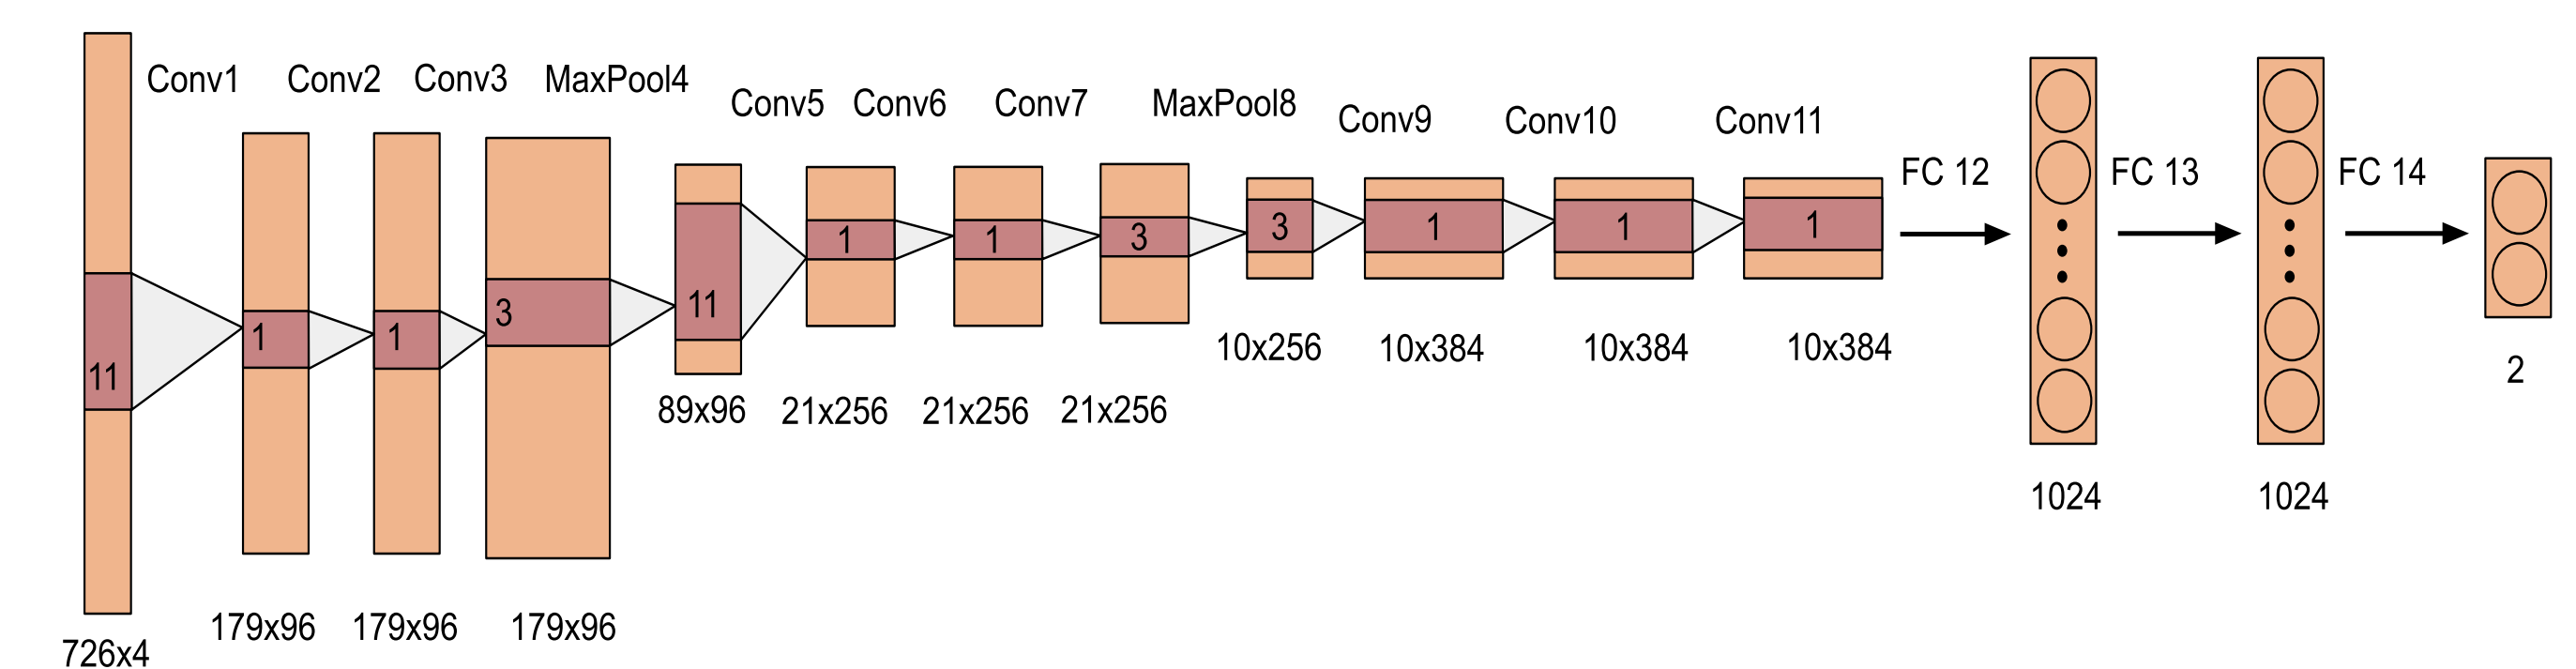 Conv1
Conv2
Conv3
MaxPool4
Conv5
Conv6
Conv7
MaxPool8
Conv9
Conv10
Conv11
FC 12
FC 13
FC 14
11
1
1
3
11
1
1
3
3
1
1
1
726x4
179x96
179x96
179x96
89x96
21x256
21x256
21x256
10x256
10x384
10x384
10x384
1024
1024
2